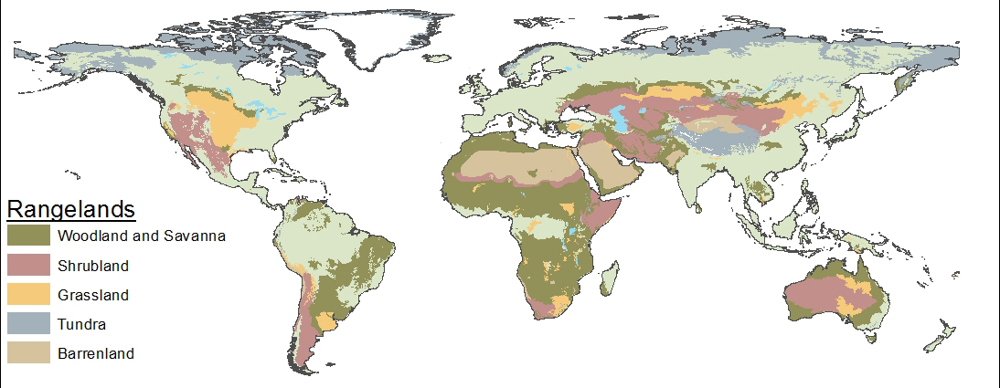 Rangelands
Woodland and Savanna
Shrubland
Grassland
Tundra
Barrenland